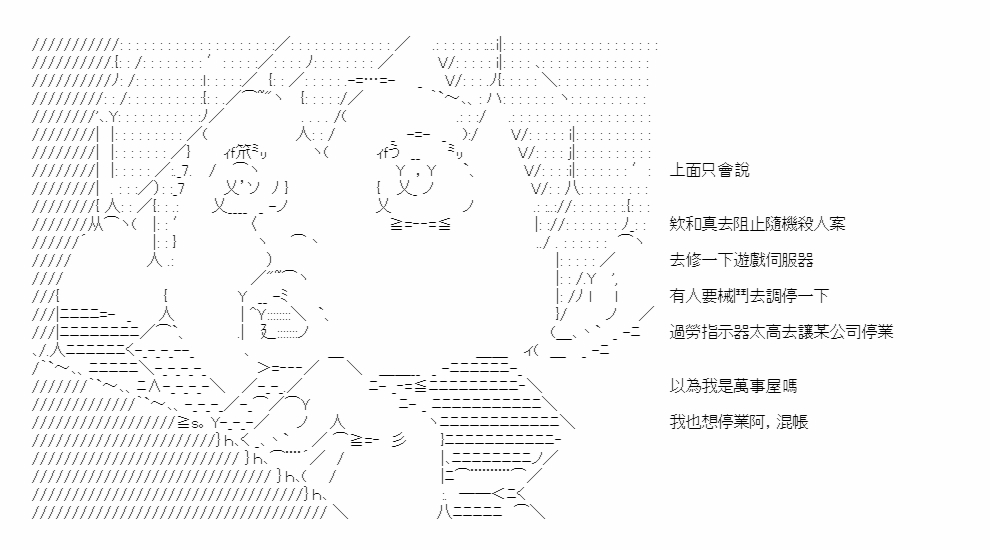 上面只會說
欸和真去阻止隨機殺人案
去修一下遊戲伺服器
有人要械鬥去調停一下
過勞指示器太高去讓某公司停業
以為我是萬事屋嗎
我也想停業阿, 混帳